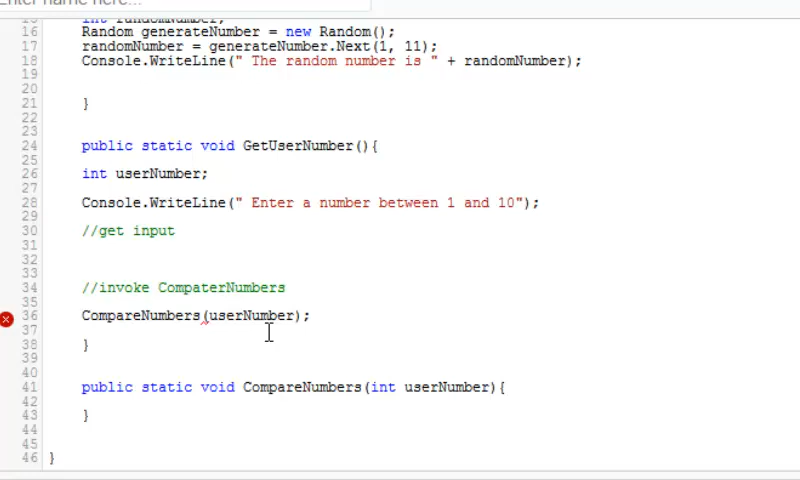 Enter name here...
15 int randomNumber;
16 Random generateNumber = new Random();
17 randomNumber = generateNumber.Next(1, 11);
18 Console.WriteLine(" The random number is " + randomNumber);
19
20
21 }
22
23
24 public static void GetUserNumber(){
25
26 int userNumber;
27
28 Console.WriteLine(" Enter a number between 1 and 10");
29
30 //get input
31
32
33
34 //invoke CompaterNumbers
35
36 CompareNumbers(userNumber);
37
38 }
39
40
41 public static void CompareNumbers(int userNumber){
42
43 }
44
45
46 }